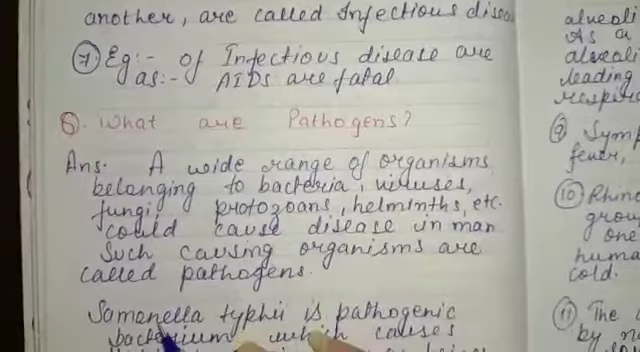 another, are called Infectious disea
7. Eg:- of Infectious disease are
as:- AIDs are fatal.
Q. What are Pathogens?
Ans. A wide range of organisms
belonging to bacteria, viruses,
fungi, protozoans, helminths, etc.
could cause disease in man
Such causing organisms are
called pathogens.
Samonella typhii is pathogenic
bacterium which causes
alveoli
As a
alveoli
leading
respir
9 Symp
fever,
10 Rhino
grou
one
huma
cold.
11 The
by